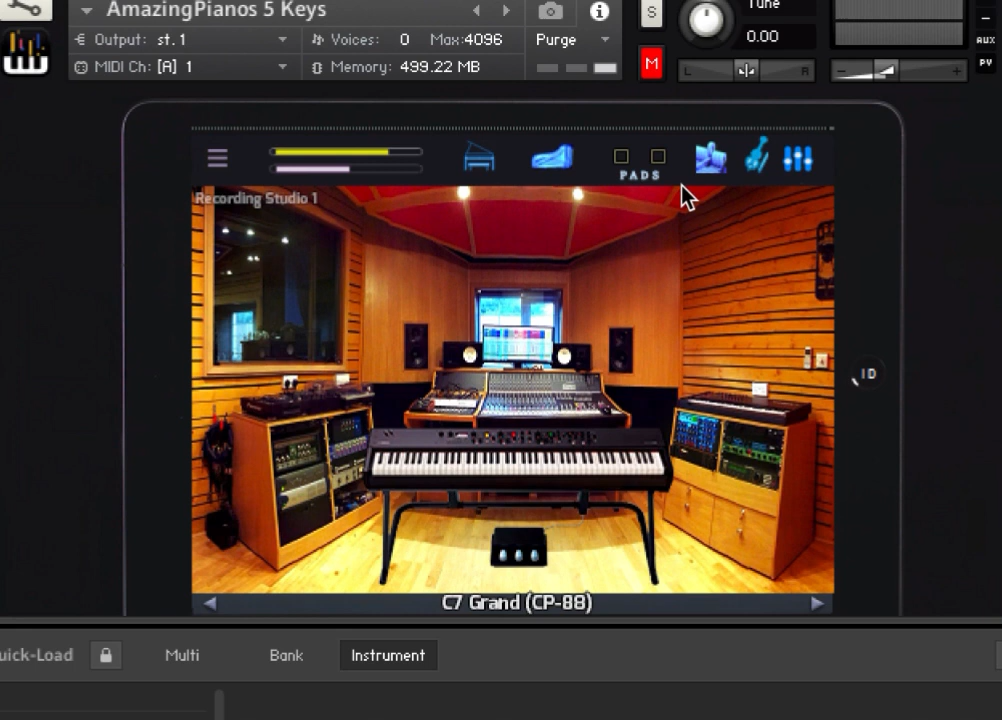 AmazingPianos 5 Keys
Output: st.1
Voices: 0 Max: 4096
Purge
MIDI Ch: [A] 1
Memory: 499.22 MB
S
M
Tune
0.00
L
R
AUX
PV
PADS
Recording Studio 1
ID
C7 Grand (CP-88)
uick-Load
Multi
Bank
Instrument